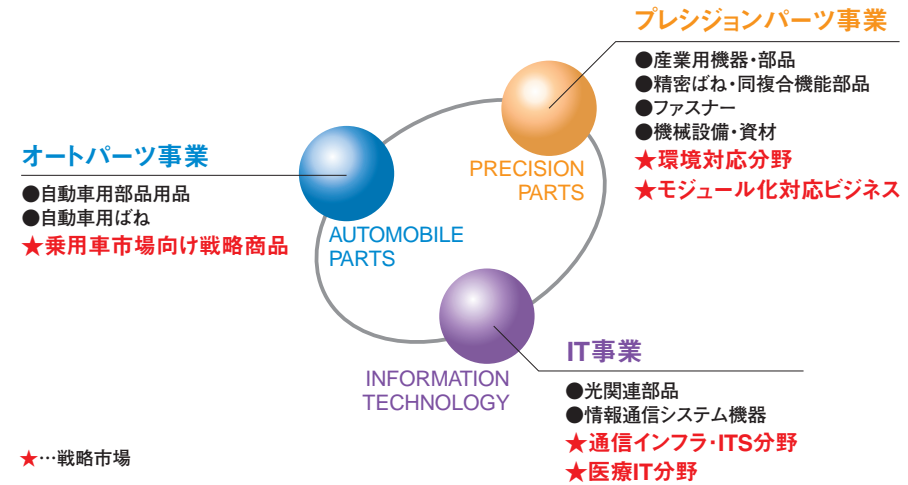 プレシジョンパーツ事業
●産業用機器・部品
●精密ばね・同複合機能部品
●ファスナー
●機械設備・資材
★環境対応分野
★モジュール化対応ビジネス
PRECISION
PARTS
オートパーツ事業
●自動車用部品用品
●自動車用ばね
★乗用車市場向け戦略商品
AUTOMOBILE
PARTS
IT事業
●光関連部品
●情報通信システム機器
★通信インフラ・ITS分野
★医療IT分野
INFORMATION
TECHNOLOGY
★…戦略市場